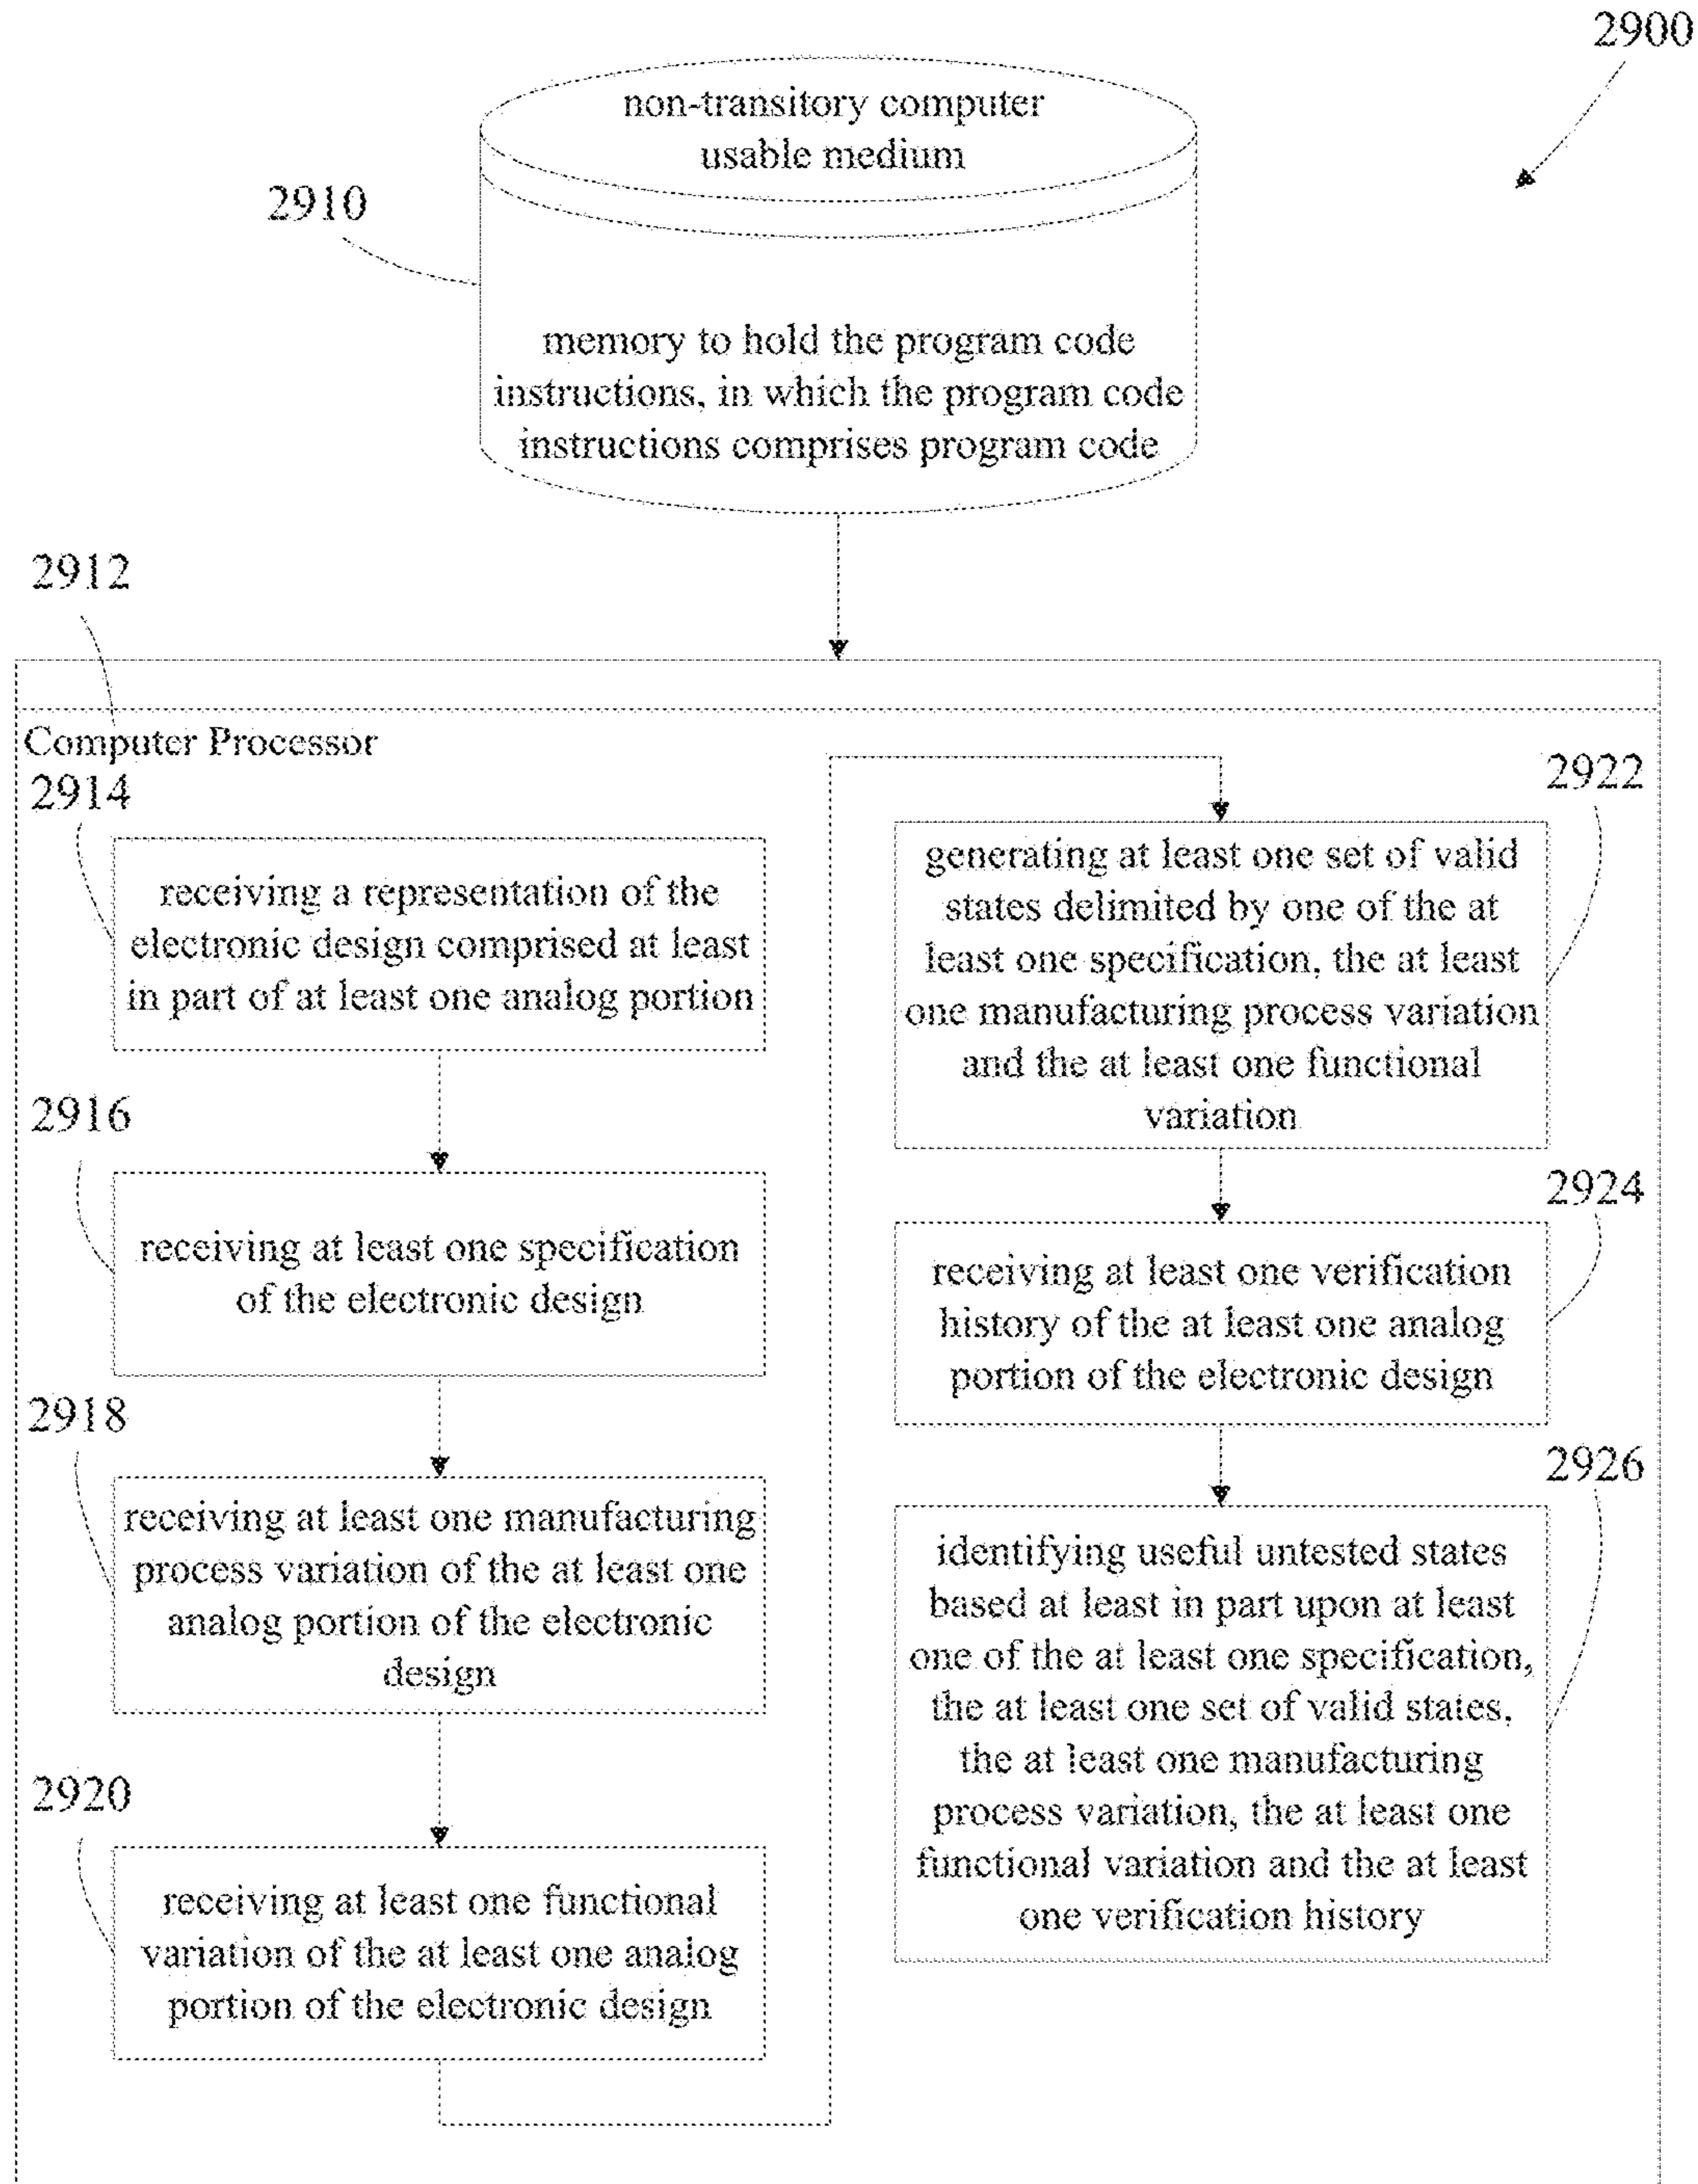 2900
non-transitory computer
usable medium
2910
memory to hold the program code
instructions, in which the program code
instructions comprises program code
2912
Computer Processor
2914
receiving a representation of the
electronic design comprised at least
in part of at least one analog portion
2916
receiving at least one specification
of the electronic design
2918
receiving at least one manufacturing
process variation of the at least one
analog portion of the electronic
design
2920
receiving at least one functional
variation of the at least one analog
portion of the electronic design
2922
generating at least one set of valid
states delimited by one of the at
least one specification, the at least
one manufacturing process variation
and the at least one functional
variation
2924
receiving at least one verification
history of the at least one analog
portion of the electronic design
2926
identifying useful untested states
based at least in part upon at least
one of the at least one specification,
the at least one set of valid states,
the at least one manufacturing
process variation, the at least one
functional variation and the at least
one verification history